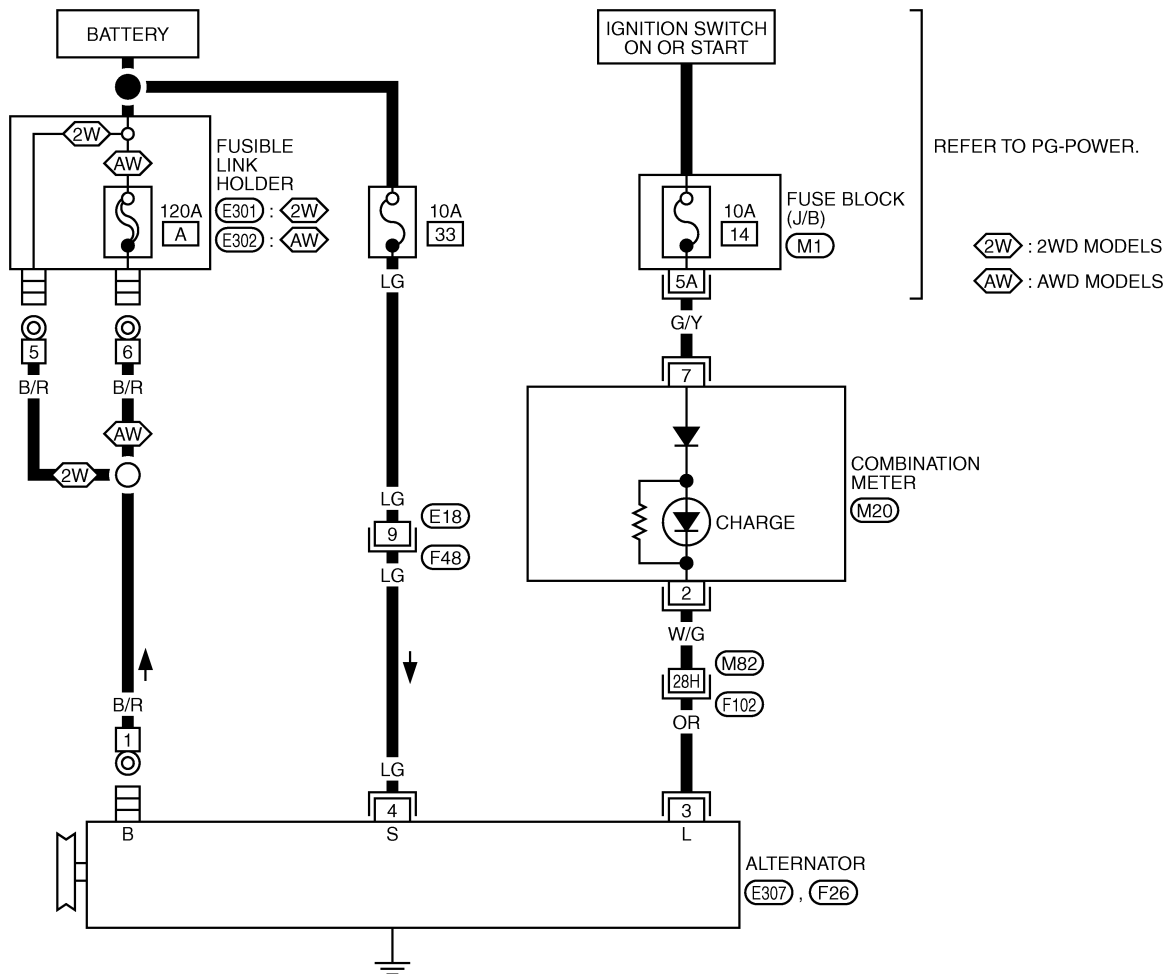 BATTERY
IGNITION SWITCH
ON OR START
2W
AW
FUSIBLE
LINK
HOLDER
E301 : 2W
E302 : AW
120A
A
10A
33
10A
14
FUSE BLOCK
(J/B)
M1
REFER TO PG-POWER.
2W : 2WD MODELS
AW : AWD MODELS
LG
5A
G/Y
5
6
7
B/R
B/R
AW
2W
COMBINATION
METER
M20
CHARGE
LG
9
E18
F48
LG
2
W/G
28H
M82
F102
OR
B/R
1
LG
4
3
B
S
L
ALTERNATOR
E307 , F26